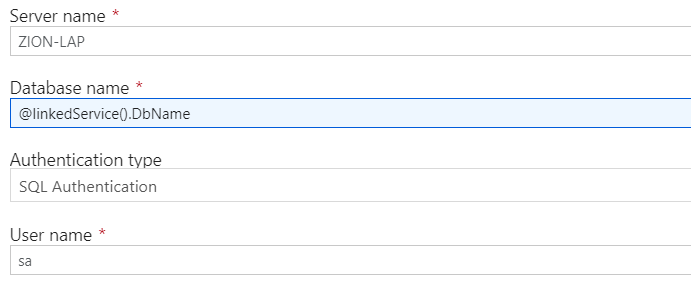 Server name *
ZION-LAP
Database name *
@linkedService().DbName
Authentication type
SQL Authentication
User name *
sa